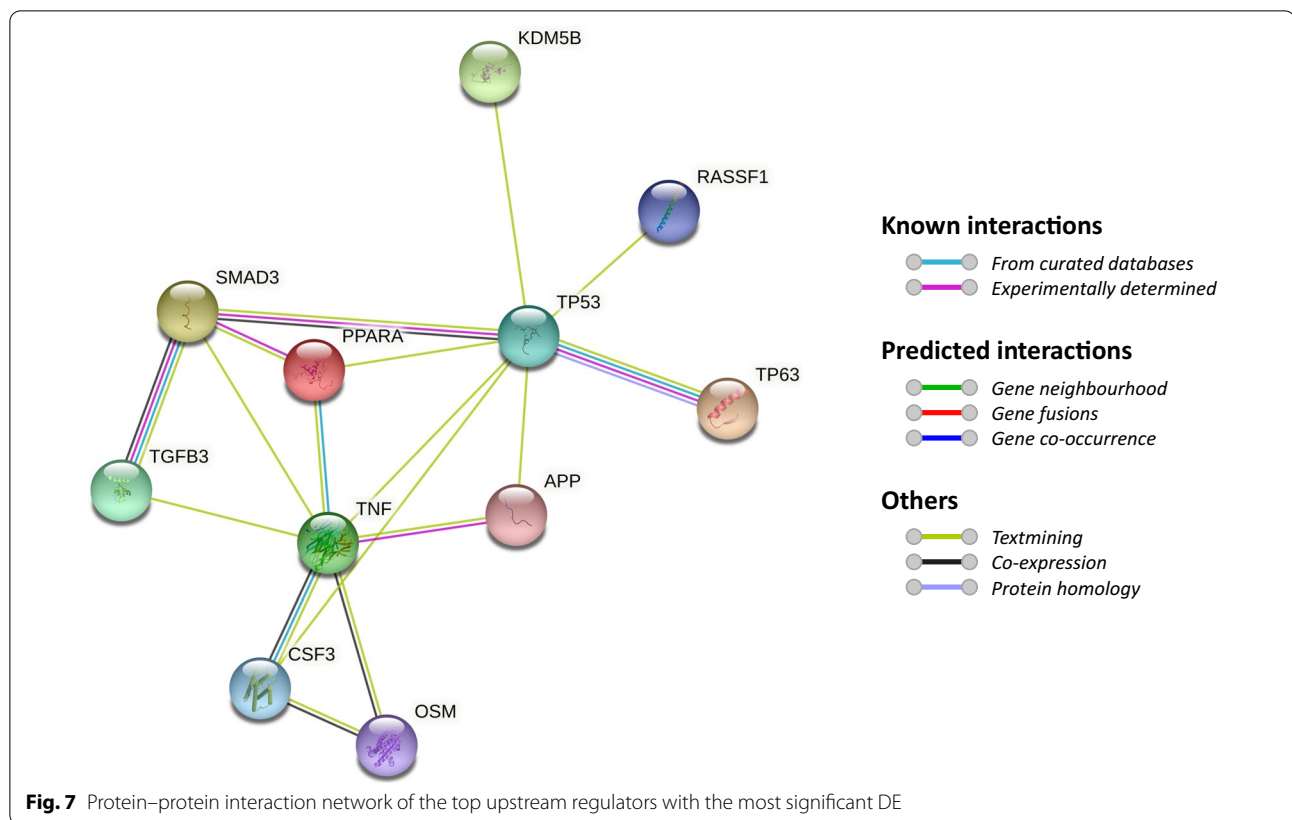 KDM5B
RASSF1
SMAD3
TP53
PPARA
TP63
TGFB3
TNF
APP
CSF3
OSM
Known interactions
From curated databases
Experimentally determined
Predicted interactions
Gene neighbourhood
Gene fusions
Gene co-occurrence
Others
Textmining
Co-expression
Protein homology
Fig. 7 Protein–protein interaction network of the top upstream regulators with the most significant DE